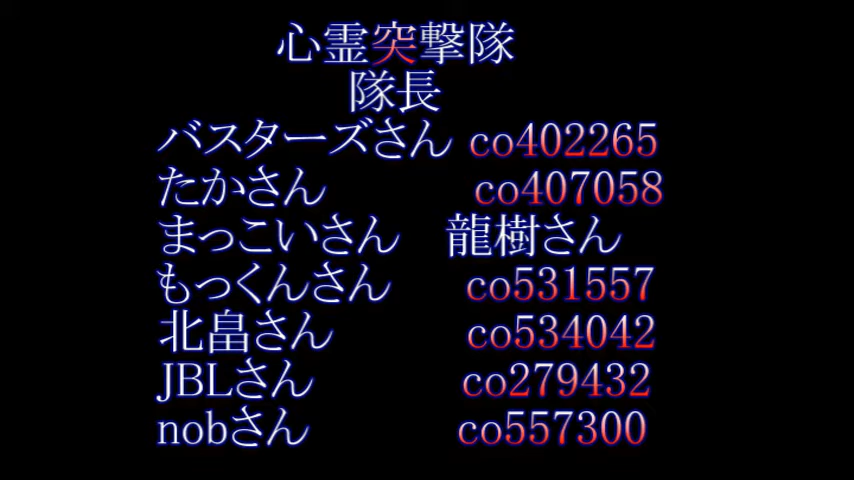 心霊突撃隊
隊長
バスターズさん co402265
たかさん co407058
まっこいさん 龍樹さん
もっくんさん co531557
北畠さん co534042
JBLさん co279432
nobさん co557300